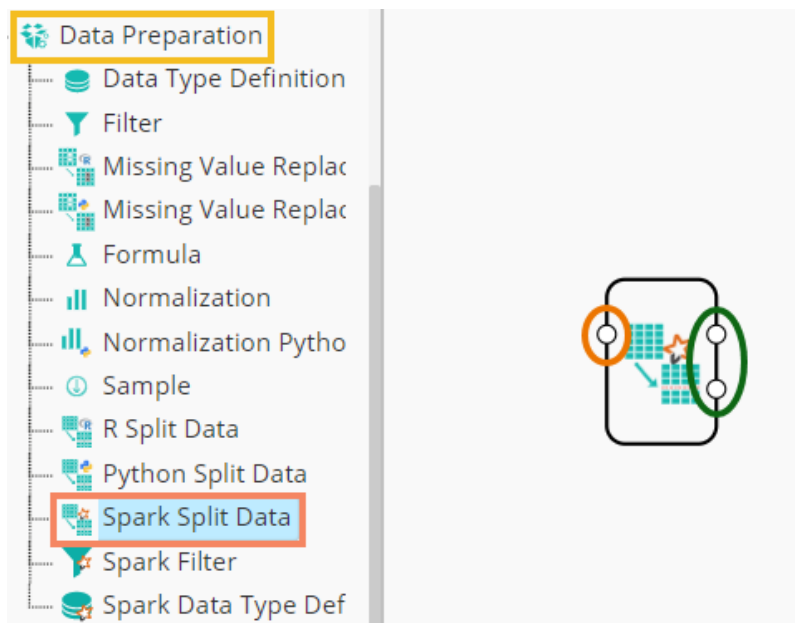 Data Preparation
Data Type Definition
Filter
Missing Value Replac
Missing Value Replac
Formula
Normalization
Normalization Pytho
Sample
R Split Data
Python Split Data
Spark Split Data
Spark Filter
Spark Data Type Def